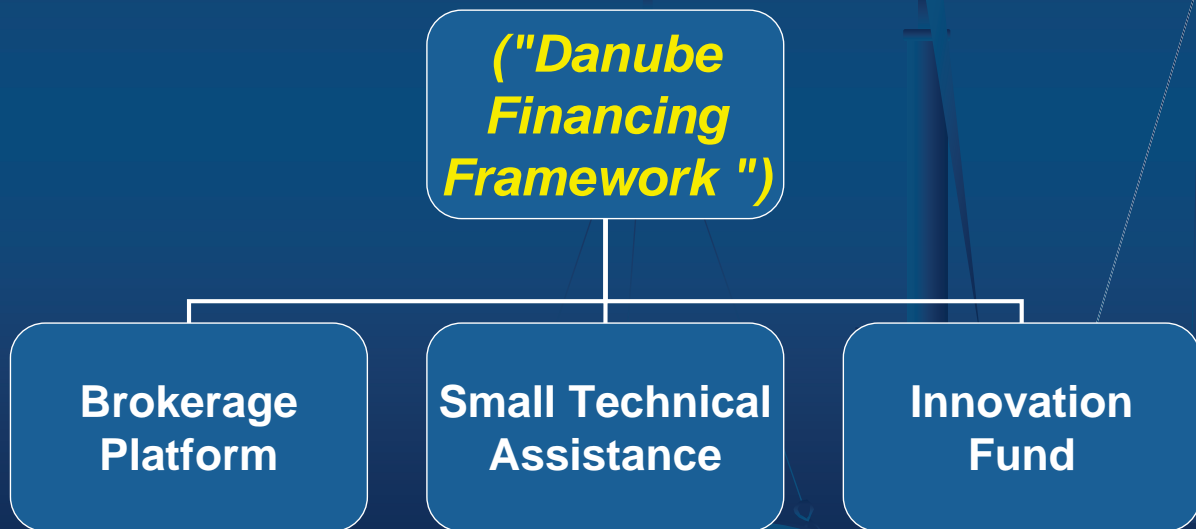 ("Danube
Financing
Framework ")
Brokerage
Platform
Small Technical
Assistance
Innovation
Fund